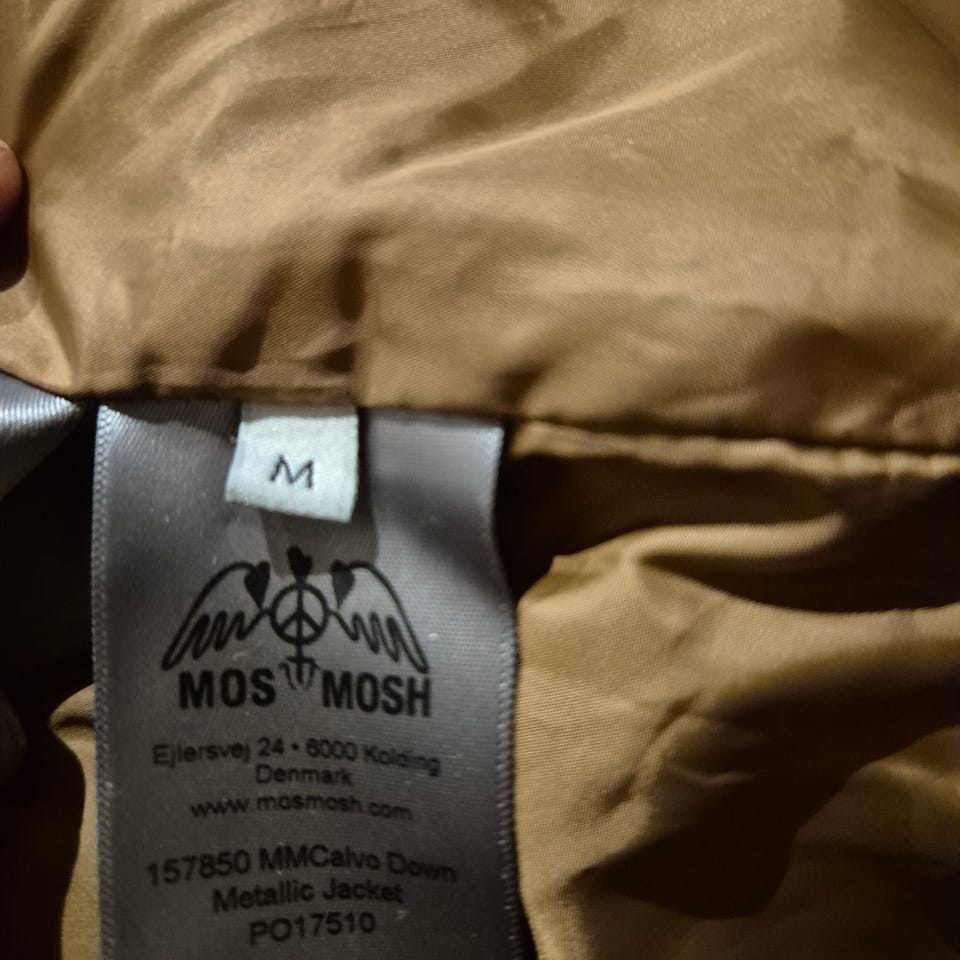 M
MOS MOSH
Ejlersvej 24 • 6000 Kolding
Denmark
www.mosmosh.com
157850 MMCalvo Down
Metallic Jacket
PO17510